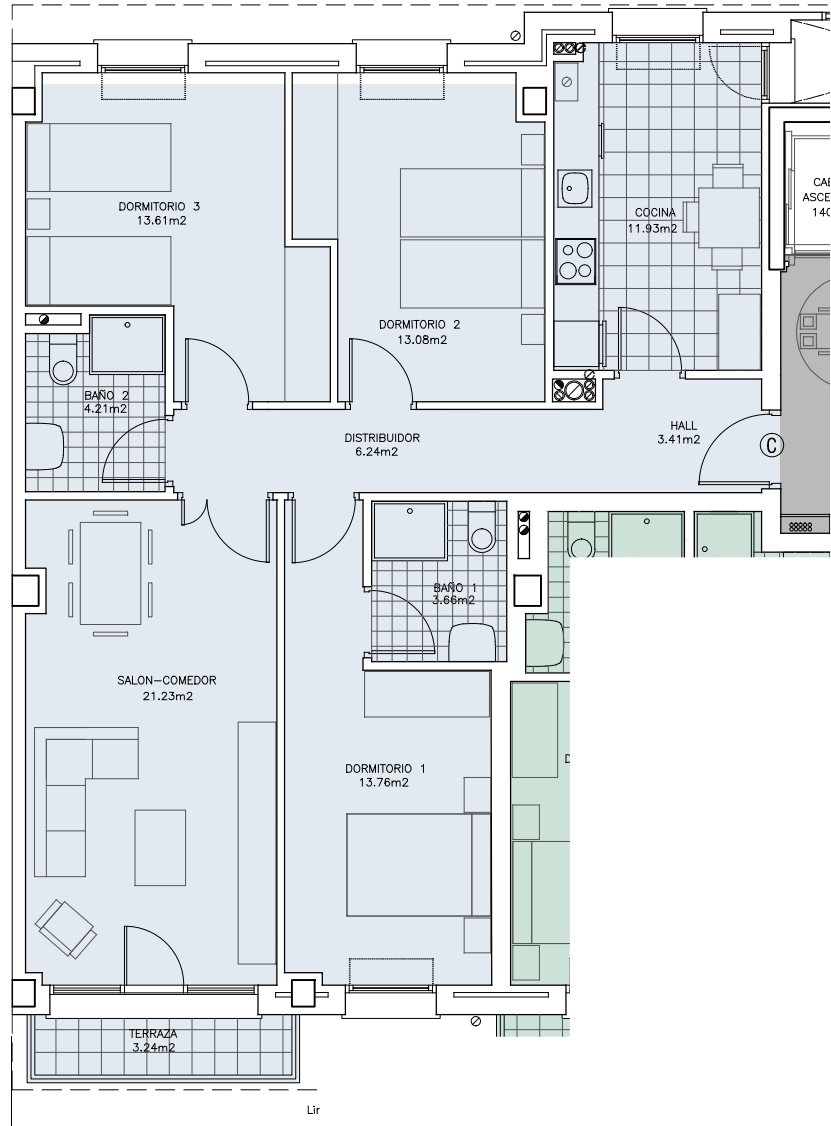 DORMITORIO 3
13.61m2
DORMITORIO 2
13.08m2
COCINA
11.93m2
140
BAÑO 2
4.21m2
DISTRIBUIDOR
6.24m2
HALL
3.41m2
C
BAÑO 1
3.66m2
SALON-COMEDOR
21.23m2
DORMITORIO 1
13.76m2
D
TERRAZA
3.24m2
Lir